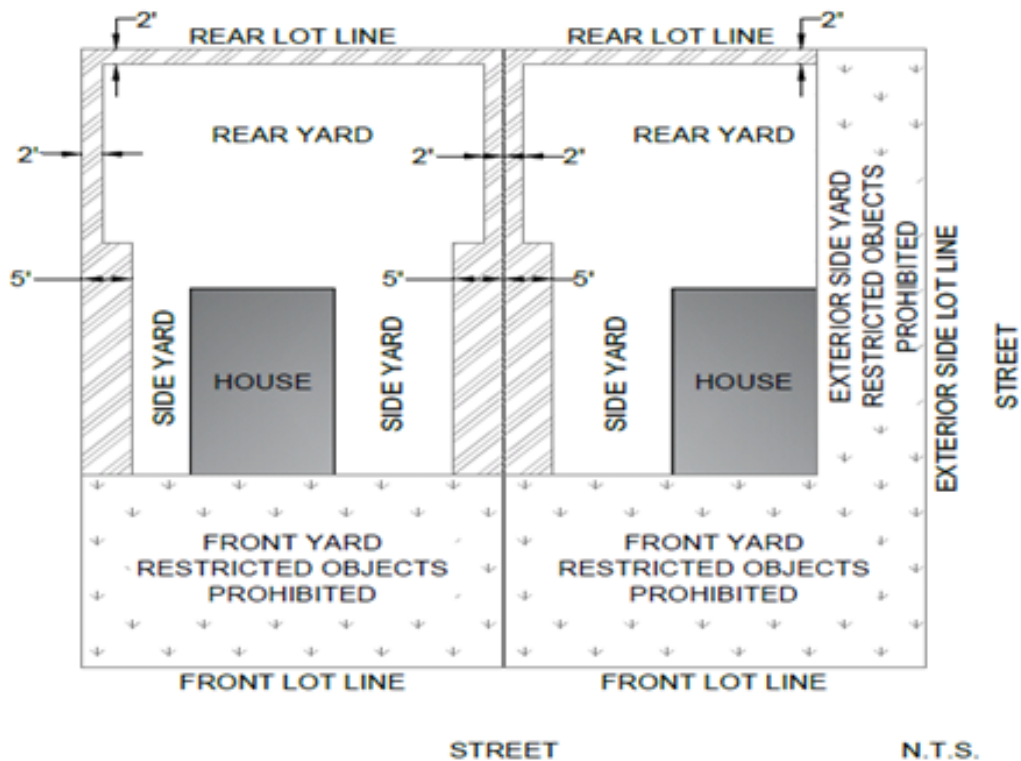 2'
2'
REAR LOT LINE
REAR LOT LINE
REAR YARD
REAR YARD
2'
2'
2'
5'
5'
5'
SIDE YARD
HOUSE
SIDE YARD
SIDE YARD
HOUSE
EXTERIOR SIDE YARD
RESTRICTED OBJECTS
PROHIBITED
EXTERIOR SIDE LOT LINE
STREET
FRONT YARD
RESTRICTED OBJECTS
PROHIBITED
FRONT YARD
RESTRICTED OBJECTS
PROHIBITED
FRONT LOT LINE
FRONT LOT LINE
STREET
N.T.S.